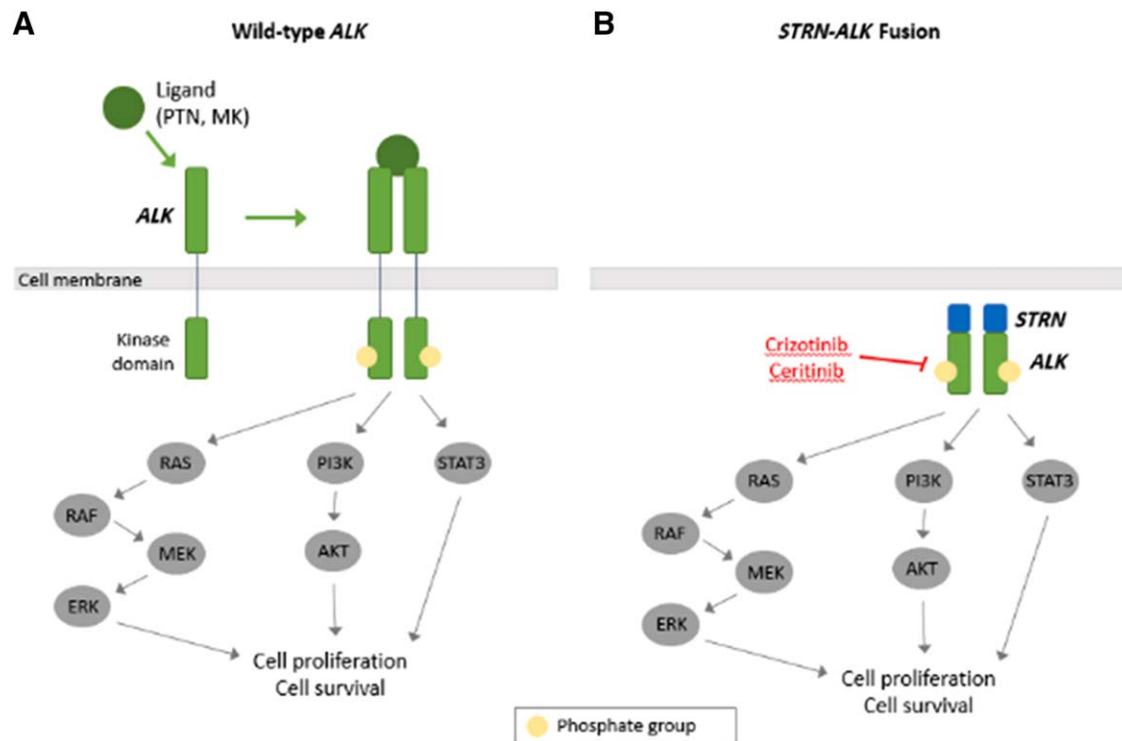 A
Wild-type ALK
Ligand
(PTN, MK)
ALK
Cell membrane
Kinase
domain
RAS
PI3K
STAT3
RAF
MEK
AKT
ERK
Cell proliferation
Cell survival
B
STRN-ALK Fusion
STRN
Crizotinib
Ceritinib
ALK
RAS
PI3K
STAT3
RAF
MEK
AKT
ERK
Cell proliferation
Cell survival
Phosphate group